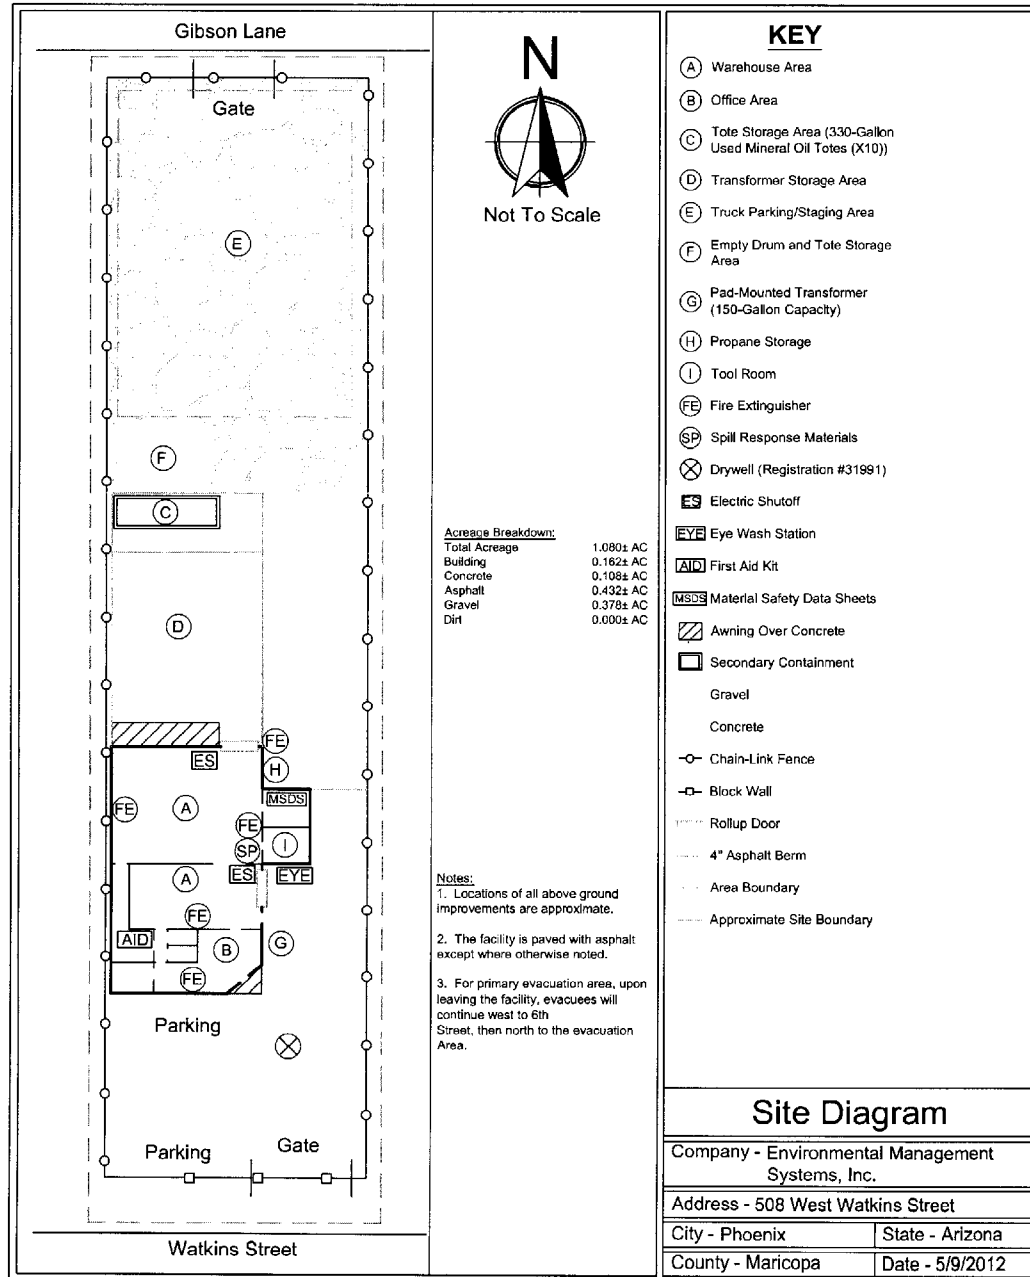 Gibson Lane
Gate
E
F
C
D
FE
ES
H
MSDS
FE
A
FE
I
SP
A
ES
EYE
FE
AID
B
G
FE
Parking
Parking
Gate
Watkins Street
N
Not To Scale
Acreage Breakdown:
Total Acreage 1.080± AC
Building 0.162± AC
Concrete 0.108± AC
Asphalt 0.432± AC
Gravel 0.378± AC
Dirt 0.000± AC
Notes:
1. Locations of all above ground
improvements are approximate.
2. The facility is paved with asphalt
except where otherwise noted.
3. For primary evacuation area, upon
leaving the facility, evacuees will
continue west to 6th
Street, then north to the evacuation
Area.
KEY
A Warehouse Area
B Office Area
C Tote Storage Area (330-Gallon
Used Mineral Oil Totes (X10))
D Transformer Storage Area
E Truck Parking/Staging Area
F Empty Drum and Tote Storage
Area
G Pad-Mounted Transformer
(150-Gallon Capacity)
H Propane Storage
I Tool Room
FE Fire Extinguisher
SP Spill Response Materials
Drywell (Registration #31991)
ES Electric Shutoff
EYE Eye Wash Station
AID First Aid Kit
MSDS Material Safety Data Sheets
Awning Over Concrete
Secondary Containment
Gravel
Concrete
Chain-Link Fence
Block Wall
Rollup Door
4" Asphalt Berm
Area Boundary
Approximate Site Boundary
Site Diagram
Company - Environmental Management
Systems, Inc.
Address - 508 West Watkins Street
City - Phoenix State - Arizona
County - Maricopa Date - 5/9/2012